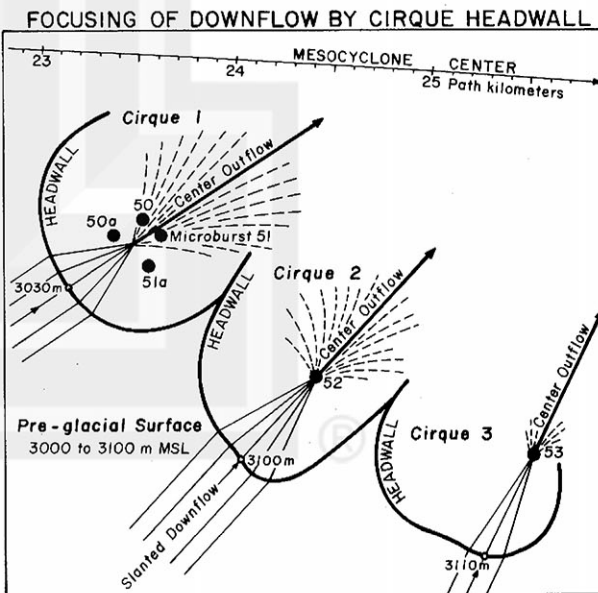 FOCUSING OF DOWNFLOW BY CIRQUE HEADWALL
23
24
MESOCYCLONE CENTER
25 Path kilometers
Cirque 1
HEADWALL
Center Outflow
50
50a
Microburst 51
51a
3030m
Cirque 2
HEADWALL
Center Outflow
52
Pre-glacial Surface
3000 to 3100 m MSL
3100m
Slanted Downflow
Cirque 3
HEADWALL
Center Outflow
53
3110m
®